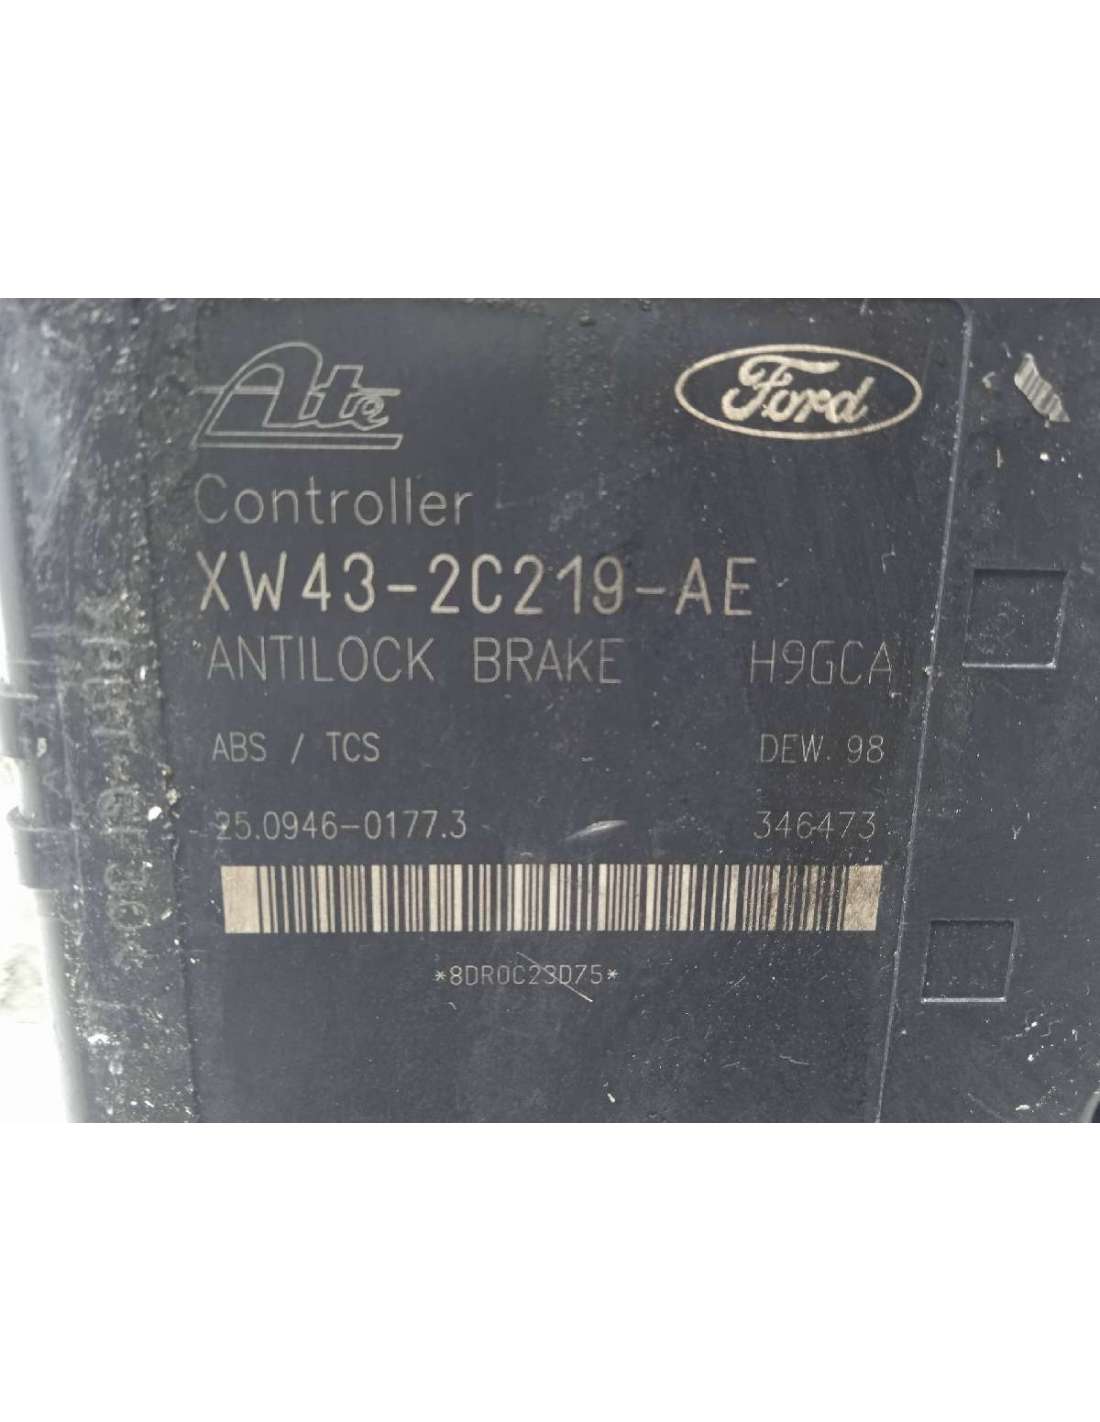 Ate
Ford
Controller
XW43-2C219-AE
ANTILOCK BRAKE H9GCA
ABS / TCS DEW. 98
25.0946-0177.3 346473
*8DR0C23D75*